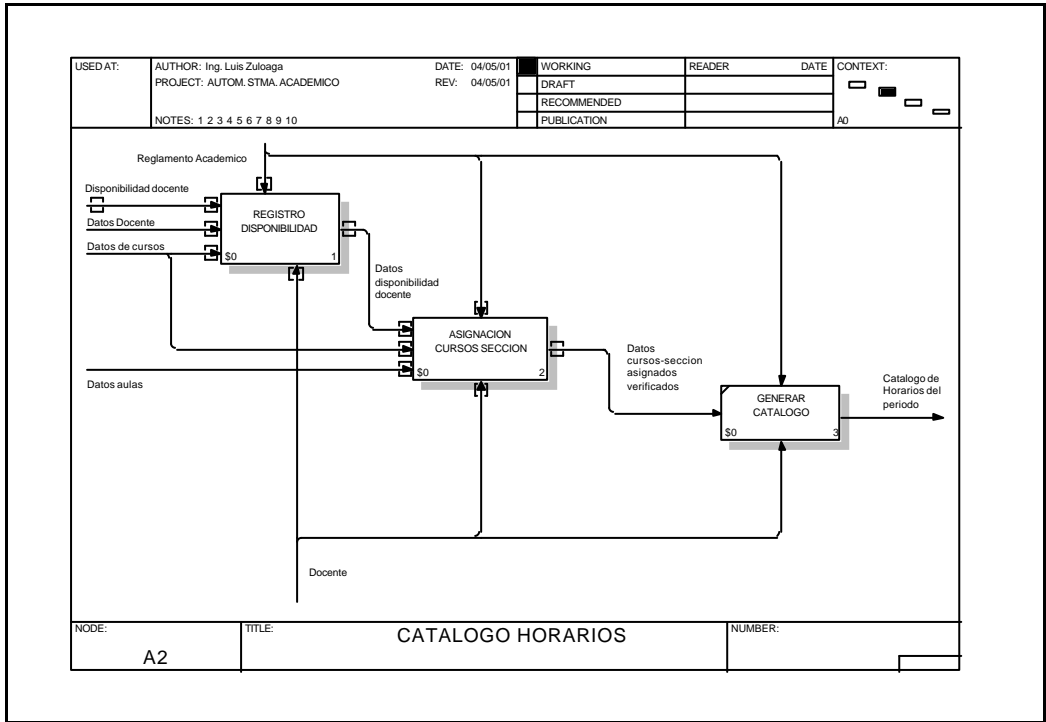 USED AT:
AUTHOR: Ing. Luis Zuloaga
DATE: 04/05/01
PROJECT: AUTOM. STMA. ACADEMICO
REV: 04/05/01
NOTES: 1 2 3 4 5 6 7 8 9 10
WORKING
DRAFT
RECOMMENDED
PUBLICATION
READER
DATE
CONTEXT:
A0
Reglamento Academico
Disponibilidad docente
Datos Docente
Datos de cursos
REGISTRO
DISPONIBILIDAD
$0
1
Datos
disponibilidad
docente
ASIGNACION
CURSOS SECCION
$0
2
Datos aulas
Datos
cursos-seccion
asignados
verificados
GENERAR
CATALOGO
$0
3
Catalogo de
Horarios del
periodo
Docente
NODE:
A2
TITLE:
CATALOGO HORARIOS
NUMBER: